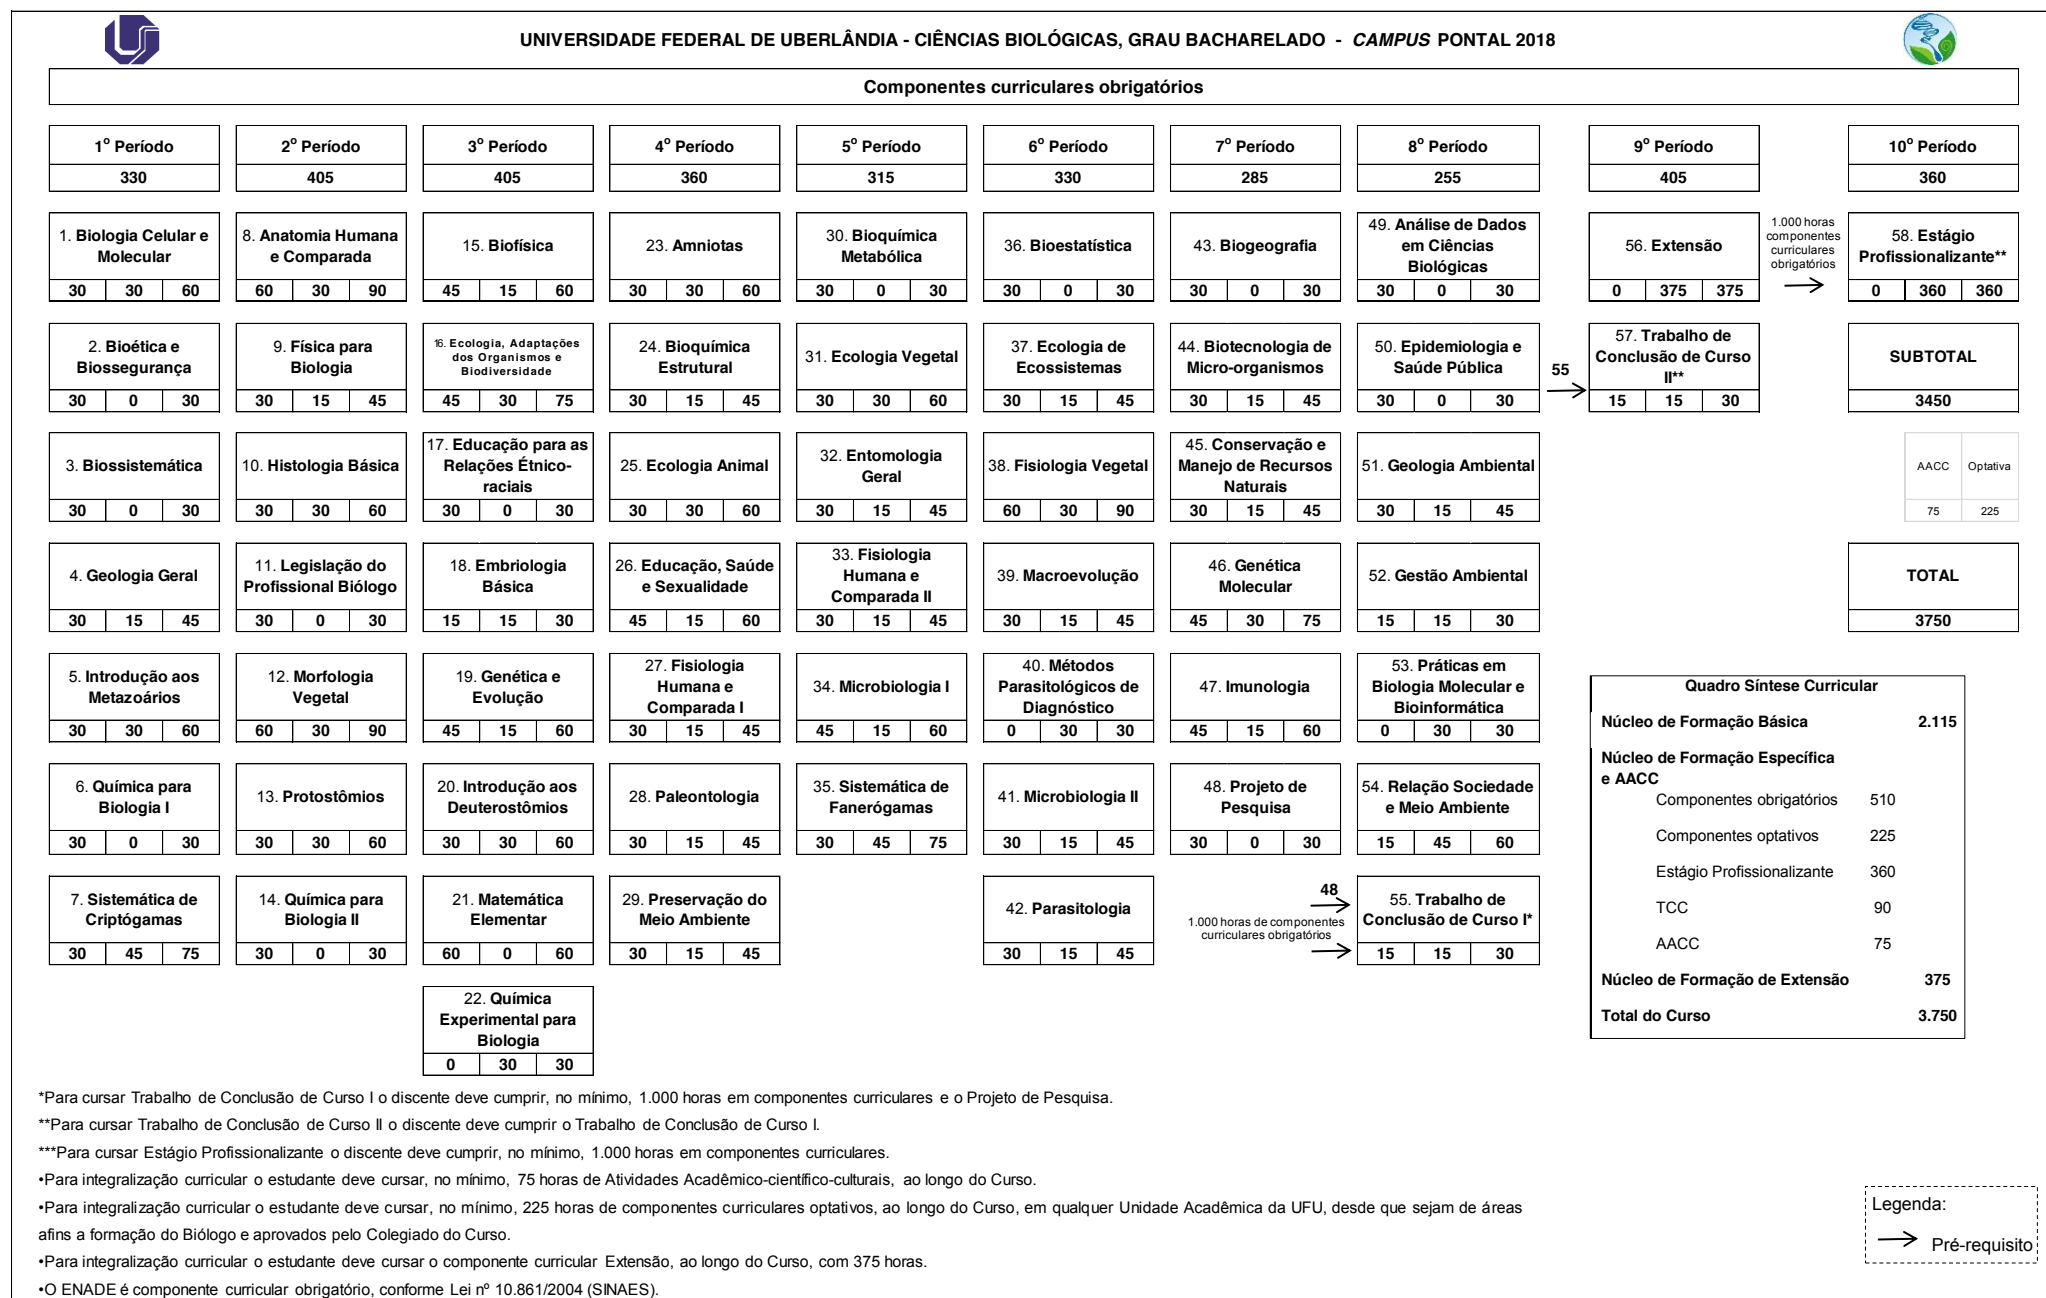 UNIVERSIDADE FEDERAL DE UBERLÂNDIA - CIÊNCIAS BIOLÓGICAS, GRAU BACHARELADO - CAMPUS PONTAL 2018
Componentes curriculares obrigatórios
1º Período
330
1. Biologia Celular e
Molecular
30 30 60
2. Bioética e
Biossegurança
30 0 30
3. Biossistemática
30 0 30
4. Geologia Geral
30 15 45
5. Introdução aos
Metazoários
30 30 60
6. Química para
Biologia I
30 0 30
7. Sistemática de
Criptógamas
30 45 75
2º Período
405
8. Anatomia Humana
e Comparada
60 30 90
9. Física para
Biologia
30 15 45
10. Histologia Básica
30 30 60
11. Legislação do
Profissional Biólogo
30 0 30
12. Morfologia
Vegetal
60 30 90
13. Protostômios
30 30 60
14. Química para
Biologia II
30 0 30
3º Período
405
15. Biofísica
45 15 60
16. Ecologia, Adaptações
dos Organismos e
Biodiversidade
45 30 75
17. Educação para as
Relações Étnico-
raciais
30 0 30
18. Embriologia
Básica
15 15 30
19. Genética e
Evolução
45 15 60
20. Introdução aos
Deuterostômios
30 30 60
21. Matemática
Elementar
60 0 60
22. Química
Experimental para
Biologia
0 30 30
4º Período
360
23. Amniotas
30 30 60
24. Bioquímica
Estrutural
30 15 45
25. Ecologia Animal
30 30 60
26. Educação, Saúde
e Sexualidade
45 15 60
27. Fisiologia
Humana e
Comparada I
30 15 45
28. Paleontologia
30 15 45
29. Preservação do
Meio Ambiente
30 15 45
5º Período
315
30. Bioquímica
Metabólica
30 0 30
31. Ecologia Vegetal
30 30 60
32. Entomologia
Geral
30 15 45
33. Fisiologia
Humana e
Comparada II
30 15 45
34. Microbiologia I
45 15 60
35. Sistemática de
Fanerógamas
30 45 75
6º Período
330
36. Bioestatística
30 0 30
37. Ecologia de
Ecossistemas
30 15 45
38. Fisiologia Vegetal
60 30 90
39. Macroevolução
30 15 45
40. Métodos
Parasitológicos de
Diagnóstico
0 30 30
41. Microbiologia II
30 15 45
42. Parasitologia
30 15 45
7º Período
285
43. Biogeografia
30 0 30
44. Biotecnologia de
Micro-organismos
30 15 45
45. Conservação e
Manejo de Recursos
Naturais
30 15 45
46. Genética
Molecular
45 30 75
47. Imunologia
45 15 60
48. Projeto de
Pesquisa
30 0 30
48
1.000 horas de componentes
curriculares obrigatórios
8º Período
255
49. Análise de Dados
em Ciências
Biológicas
30 0 30
50. Epidemiologia e
Saúde Pública
30 0 30
51. Geologia Ambiental
30 15 45
52. Gestão Ambiental
15 15 30
53. Práticas em
Biologia Molecular e
Bioinformática
0 30 30
54. Relação Sociedade
e Meio Ambiente
15 45 60
55. Trabalho de
Conclusão de Curso I*
15 15 30
55
9º Período
405
56. Extensão
0 375 375
57. Trabalho de
Conclusão de Curso
II**
15 15 30
1.000 horas
componentes
curriculares
obrigatórios
10º Período
360
58. Estágio
Profissionalizante**
0 360 360
SUBTOTAL
3450
AACC Optativa
75 225
TOTAL
3750
Quadro Síntese Curricular
Núcleo de Formação Básica 2.115
Núcleo de Formação Específica
e AACC
Componentes obrigatórios 510
Componentes optativos 225
Estágio Profissionalizante 360
TCC 90
AACC 75
Núcleo de Formação de Extensão 375
Total do Curso 3.750
*Para cursar Trabalho de Conclusão de Curso I o discente deve cumprir, no mínimo, 1.000 horas em componentes curriculares e o Projeto de Pesquisa.
**Para cursar Trabalho de Conclusão de Curso II o discente deve cumprir o Trabalho de Conclusão de Curso I.
***Para cursar Estágio Profissionalizante o discente deve cumprir, no mínimo, 1.000 horas em componentes curriculares.
•Para integralização curricular o estudante deve cursar, no mínimo, 75 horas de Atividades Acadêmico-científico-culturais, ao longo do Curso.
•Para integralização curricular o estudante deve cursar, no mínimo, 225 horas de componentes curriculares optativos, ao longo do Curso, em qualquer Unidade Acadêmica da UFU, desde que sejam de áreas
afins a formação do Biólogo e aprovados pelo Colegiado do Curso.
•Para integralização curricular o estudante deve cursar o componente curricular Extensão, ao longo do Curso, com 375 horas.
•O ENADE é componente curricular obrigatório, conforme Lei nº 10.861/2004 (SINAES).
Legenda:
Pré-requisito